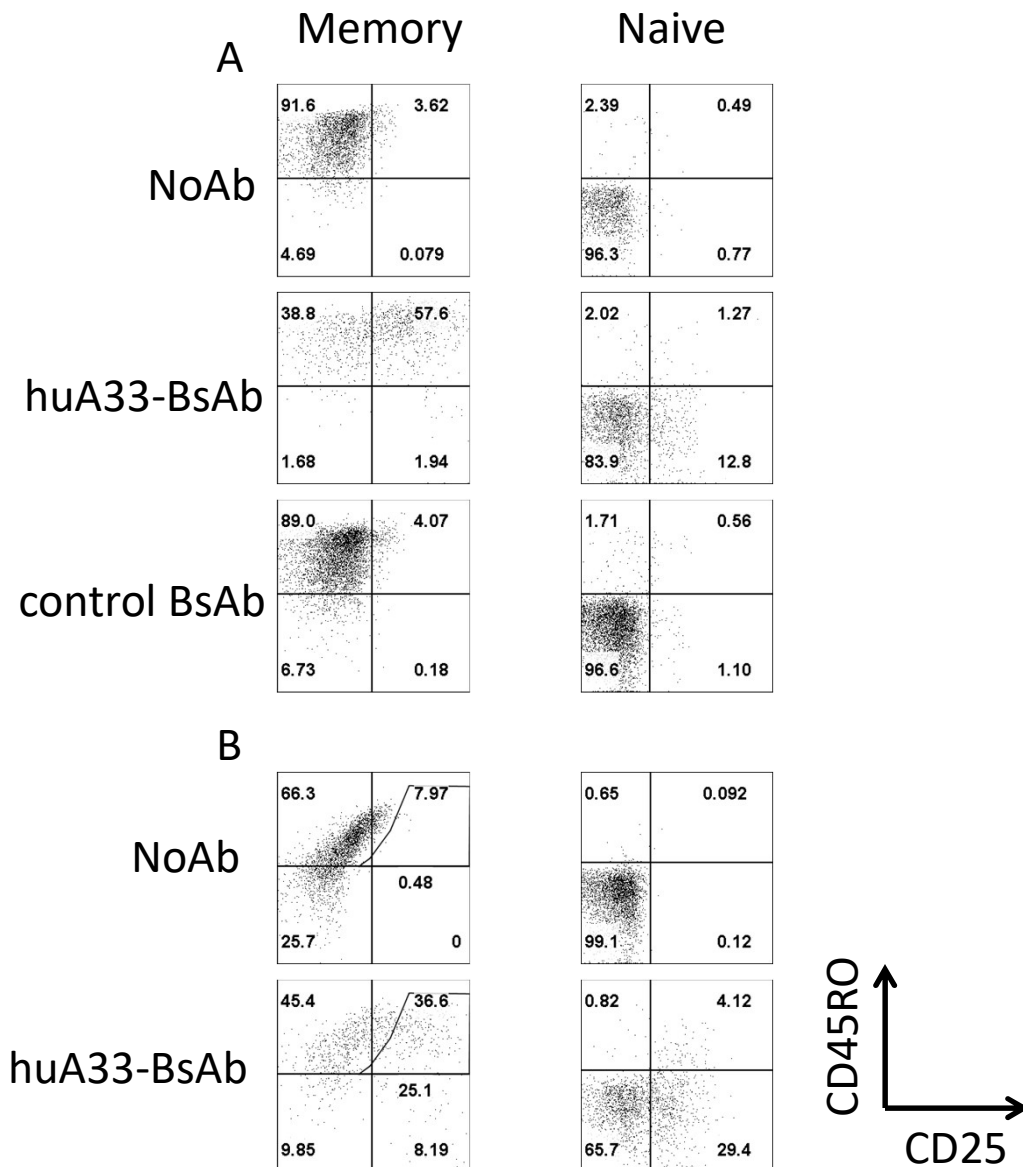 Memory Naive
A
NoAb
91.6 3.62
4.69 0.079
2.39 0.49
96.3 0.77
huA33-BsAb
38.8 57.6
1.68 1.94
2.02 1.27
83.9 12.8
control BsAb
89.0 4.07
6.73 0.18
1.71 0.56
96.6 1.10
B
NoAb
66.3 7.97
0.48
25.7 0
0.65 0.092
99.1 0.12
huA33-BsAb
45.4 36.6
25.1
9.85 8.19
0.82 4.12
65.7 29.4
CD45RO
CD25